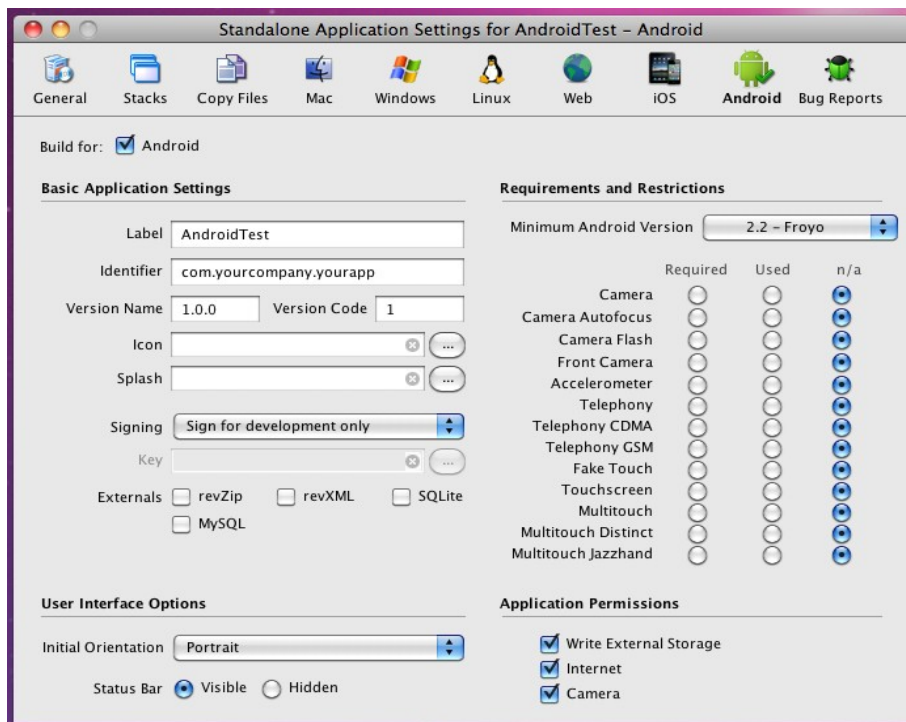 Standalone Application Settings for AndroidTest – Android
General Stacks Copy Files Mac Windows Linux Web iOS Android Bug Reports
Build for: Android
Basic Application Settings
Label AndroidTest
Identifier com.yourcompany.yourapp
Version Name 1.0.0 Version Code 1
Icon ...
Splash ...
Signing Sign for development only
Key ...
Externals revZip revXML SQLite
MySQL
User Interface Options
Initial Orientation Portrait
Status Bar Visible Hidden
Requirements and Restrictions
Minimum Android Version 2.2 – Froyo
Required Used n/a
Camera
Camera Autofocus
Camera Flash
Front Camera
Accelerometer
Telephony
Telephony CDMA
Telephony GSM
Fake Touch
Touchscreen
Multitouch
Multitouch Distinct
Multitouch Jazzhand
Application Permissions
Write External Storage
Internet
Camera